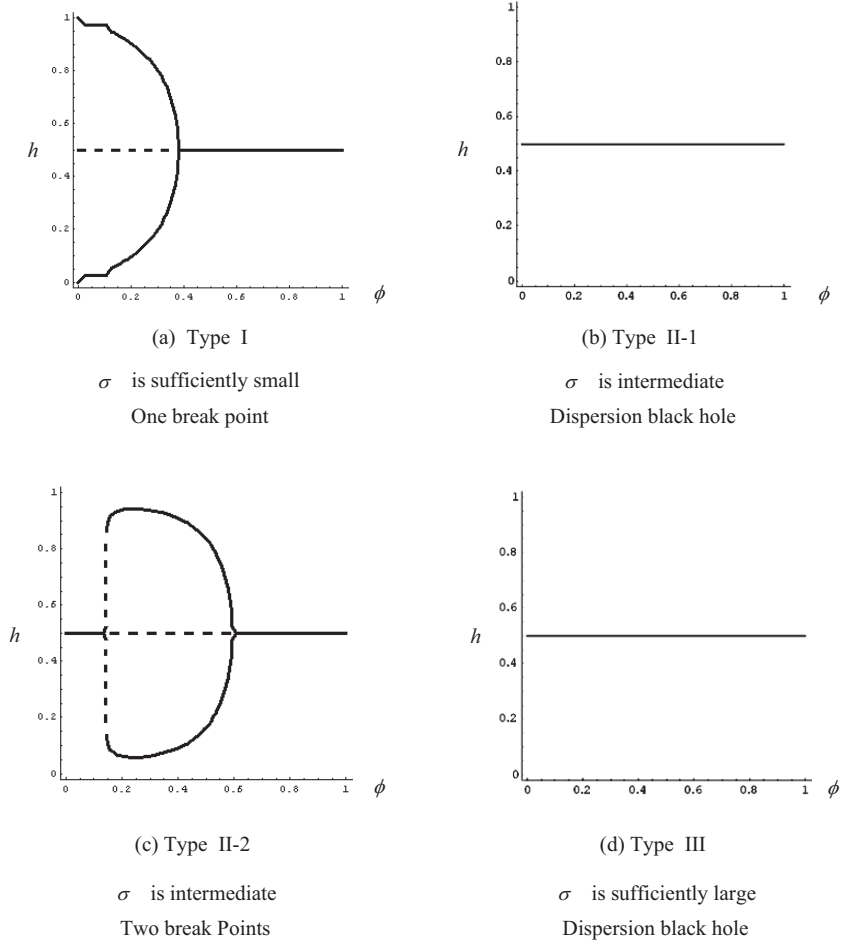 1
0.8
0.6
h
0.4
0.2
0
0 0.2 0.4 0.6 0.8 1
ϕ
(a) Type I
σ is sufficiently small
One break point
1
0.8
0.6
h
0.4
0.2
0
0 0.2 0.4 0.6 0.8 1
ϕ
(b) Type II-1
σ is intermediate
Dispersion black hole
1
0.8
0.6
h
0.4
0.2
0
0 0.2 0.4 0.6 0.8 1
ϕ
(c) Type II-2
σ is intermediate
Two break Points
1
0.8
0.6
h
0.4
0.2
0
0 0.2 0.4 0.6 0.8 1
ϕ
(d) Type III
σ is sufficiently large
Dispersion black hole